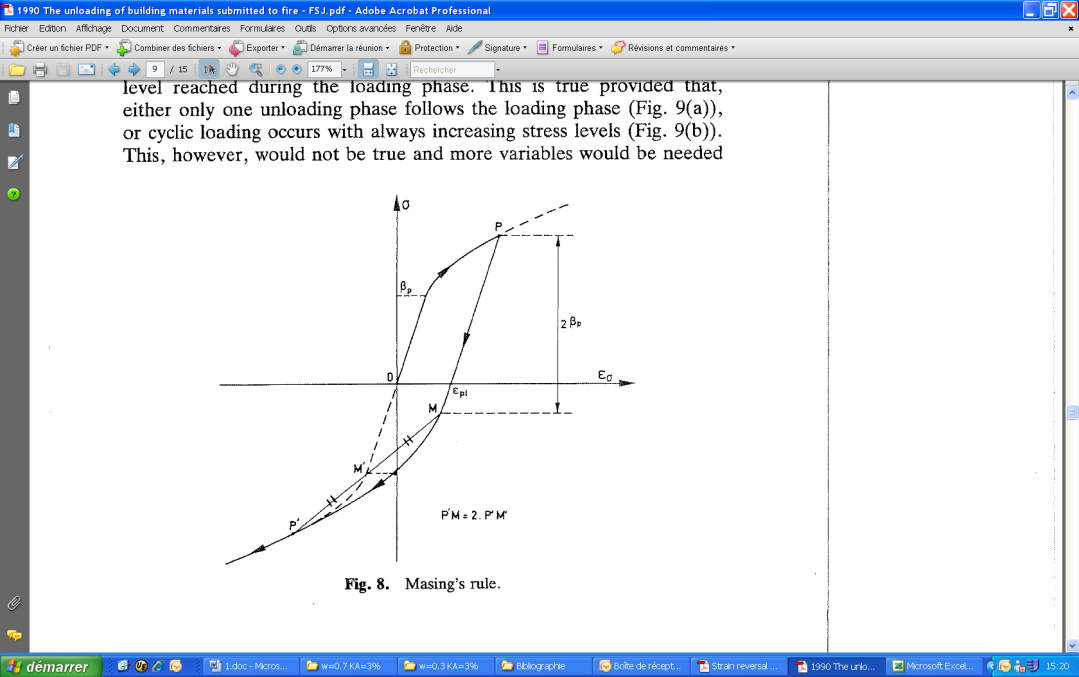 1990 The unloading of building materials submitted to fire - FSJ.pdf - Adobe Acrobat Professional
Fichier Edition Affichage Document Commentaires Formulaires Outils Options avancées Fenêtre Aide
Créer un fichier PDF Combiner des fichiers Exporter Démarrer la réunion Protection Signature Formulaires Révisions et commentaires
9 / 15 177% Rechercher
level reached during the loading phase. This is true provided that,
either only one unloading phase follows the loading phase (Fig. 9(a)),
or cyclic loading occurs with always increasing stress levels (Fig. 9(b)).
This, however, would not be true and more variables would be needed
σ
P
βp
2 βp
O
εσ
εpl
M
M'
P'
P'M = 2. P'M'
Fig. 8. Masing's rule.
démarrer 1.doc - Micros... w=0.7 KA=3% w=0.3 KA=3% Bibliographie Boîte de récept... Strain reversal ... 1990 The unlo... Microsoft Excel... 15:20